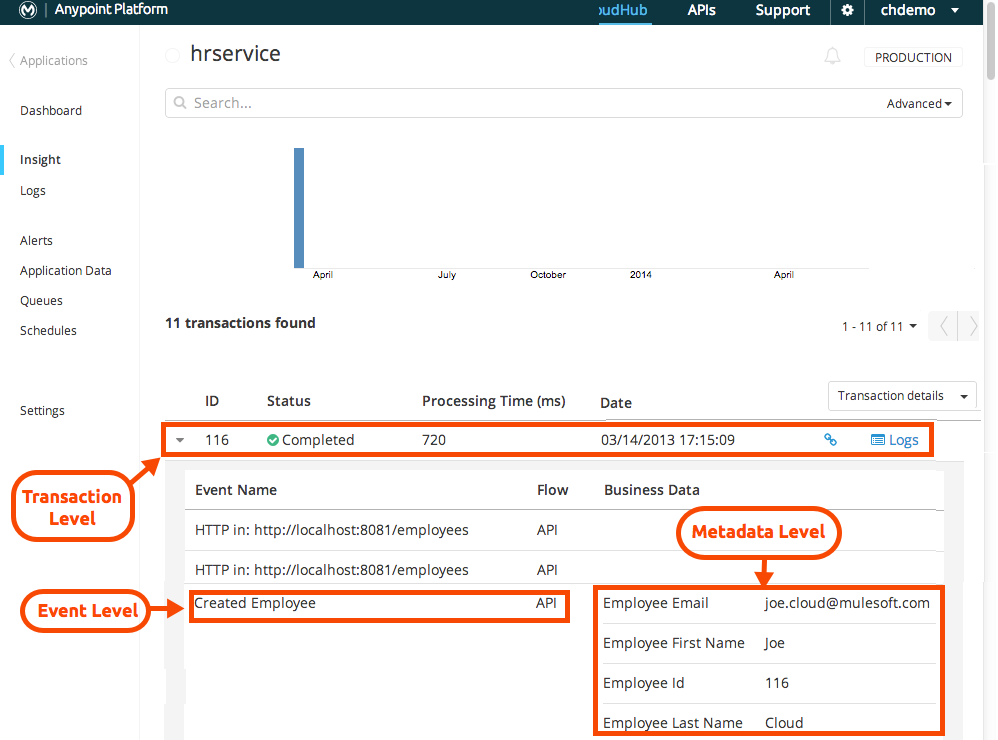 Anypoint Platform
oudHub APIs Support chdemo
Applications
hrservice
PRODUCTION
Search...
Advanced
Dashboard
Insight
Logs
Alerts
Application Data
Queues
Schedules
Settings
April July October 2014 April
11 transactions found
1 - 11 of 11
Transaction details
ID Status Processing Time (ms) Date
116 Completed 720 03/14/2013 17:15:09 Logs
Transaction
Level
Event Name Flow Business Data
HTTP in: http://localhost:8081/employees API
Metadata Level
HTTP in: http://localhost:8081/employees API
Event Level
Created Employee API
Employee Email joe.cloud@mulesoft.com
Employee First Name Joe
Employee Id 116
Employee Last Name Cloud